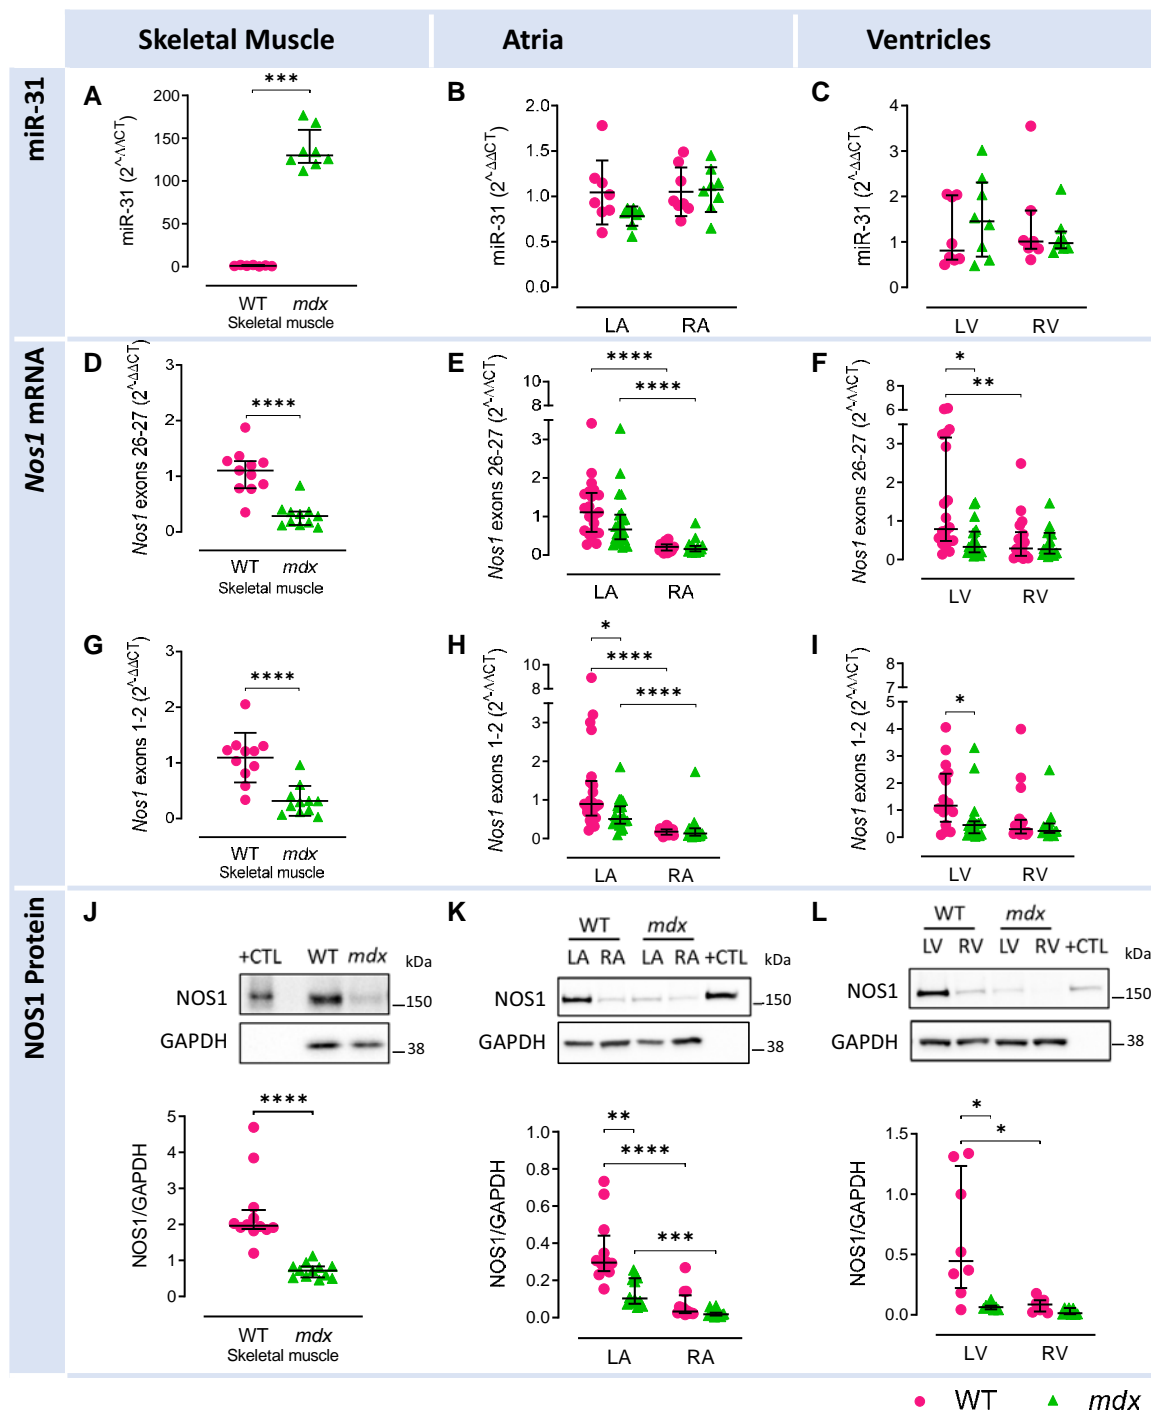 Skeletal Muscle Atria Ventricles
miR-31
A
miR-31 (2^-ΔΔCT)
200
150
100
50
0
***
WT mdx
Skeletal muscle
B
miR-31 (2^-ΔΔCT)
2.0
1.5
1.0
0.5
0.0
LA RA
C
miR-31 (2^-ΔΔCT)
4
3
2
1
0
LV RV
Nos1 mRNA
D
Nos1 exons 26-27 (2^-ΔΔCT)
3
2
1
0
****
WT mdx
Skeletal muscle
E
Nos1 exons 26-27 (2^-ΔΔCT)
10
8
3
2
1
0
****
****
LA RA
F
Nos1 exons 26-27 (2^-ΔΔCT)
8
6
4
3
2
1
0
*
**
LV RV
G
Nos1 exons 1-2 (2^-ΔΔCT)
3
2
1
0
****
WT mdx
Skeletal muscle
H
Nos1 exons 1-2 (2^-ΔΔCT)
10
8
3
2
1
0
*
****
****
LA RA
I
Nos1 exons 1-2 (2^-ΔΔCT)
8
7
5
4
3
2
1
0
*
LV RV
NOS1 Protein
J
+CTL WT mdx kDa
NOS1 150
GAPDH 38
NOS1/GAPDH
5
4
3
2
1
0
****
WT mdx
Skeletal muscle
K
WT mdx
LA RA LA RA +CTL kDa
NOS1 150
GAPDH 38
NOS1/GAPDH
1.0
0.8
0.6
0.4
0.2
0.0
**
****
***
LA RA
L
WT mdx
LV RV LV RV +CTL kDa
NOS1 150
GAPDH 38
NOS1/GAPDH
1.5
1.0
0.5
0.0
*
*
LV RV
WT mdx